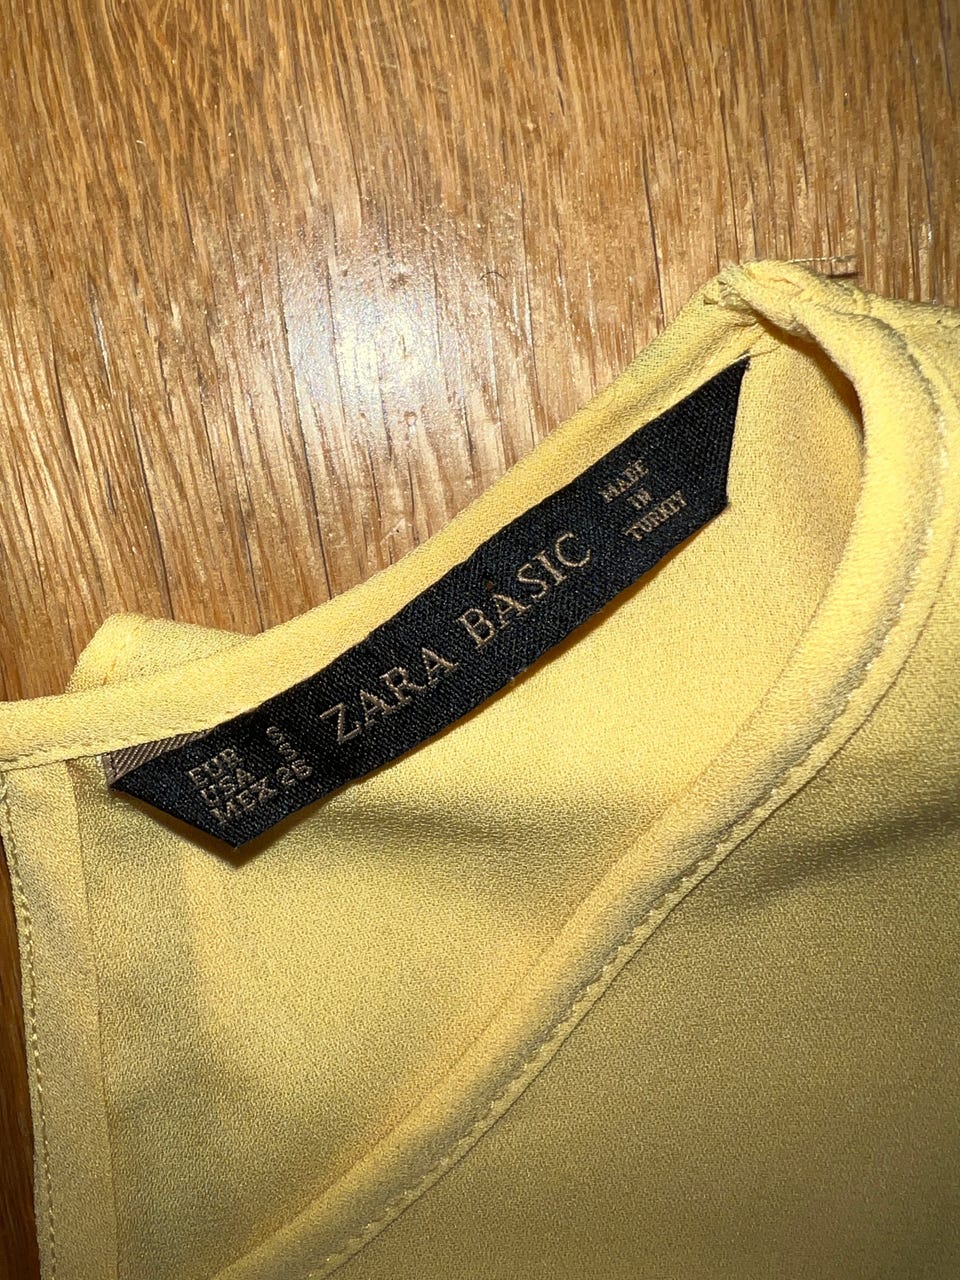 EUR S
USA S
MEX 26
ZARA BASIC
MADE
IN
TURKEY